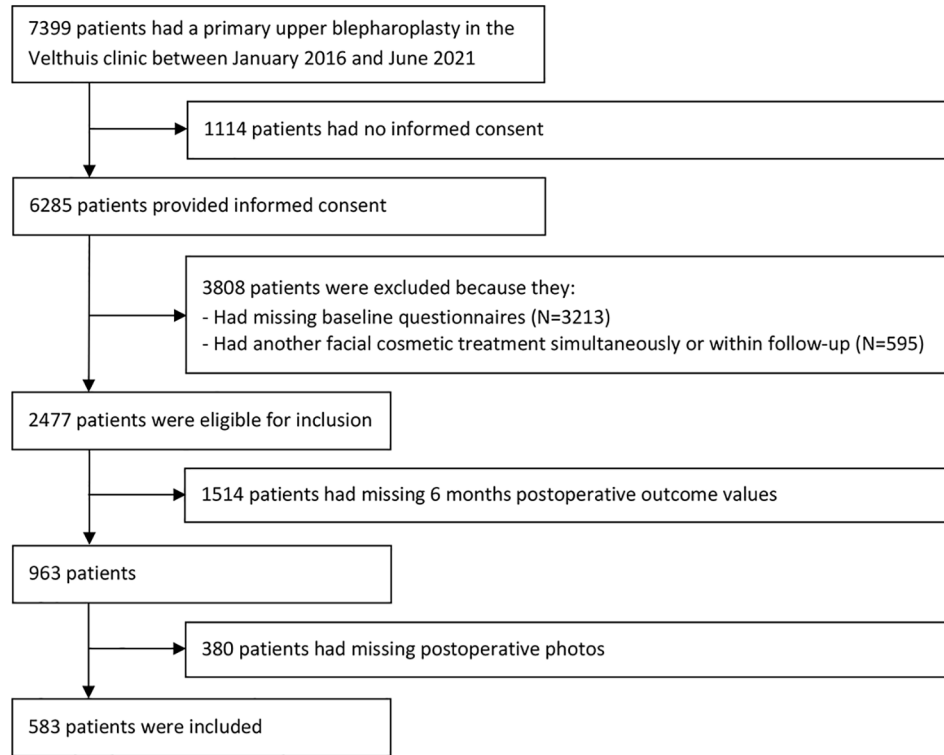 7399 patients had a primary upper blepharoplasty in the
Velthuis clinic between January 2016 and June 2021
1114 patients had no informed consent
6285 patients provided informed consent
3808 patients were excluded because they:
- Had missing baseline questionnaires (N=3213)
- Had another facial cosmetic treatment simultaneously or within follow-up (N=595)
2477 patients were eligible for inclusion
1514 patients had missing 6 months postoperative outcome values
963 patients
380 patients had missing postoperative photos
583 patients were included